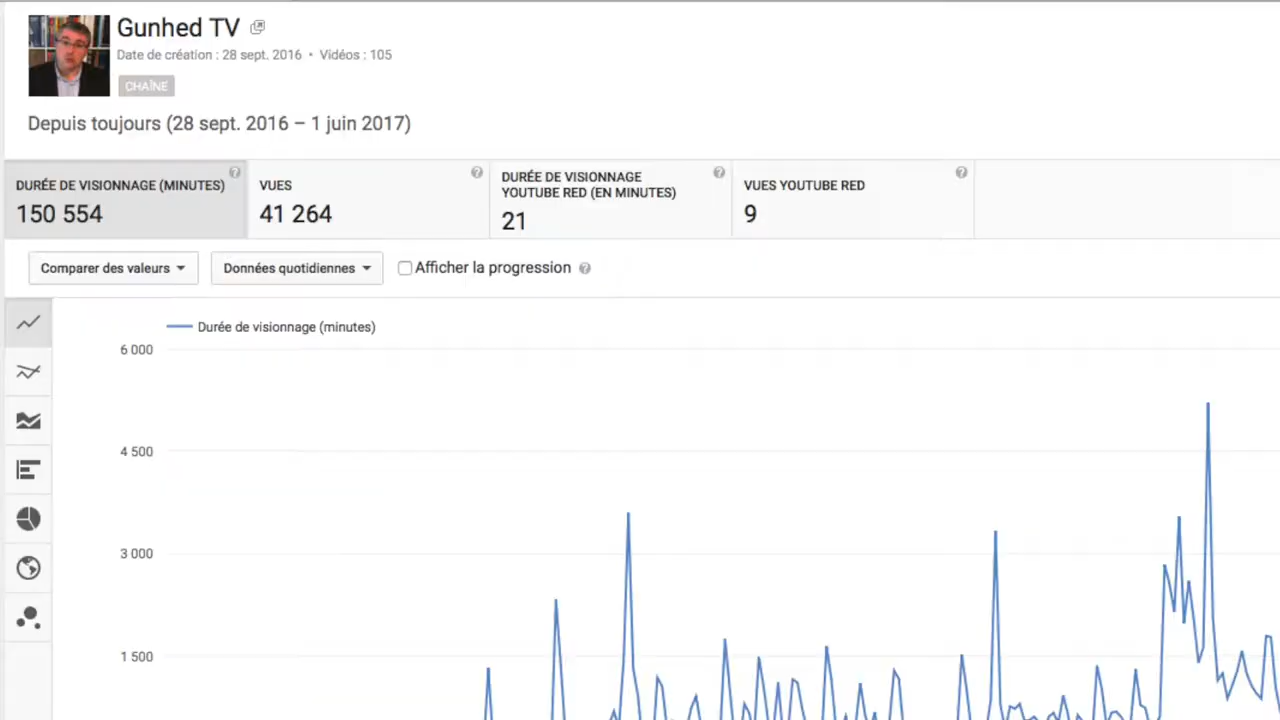 Gunhed TV
Date de création : 28 sept. 2016 • Vidéos : 105
CHAÎNE
Depuis toujours (28 sept. 2016 – 1 juin 2017)
DURÉE DE VISIONNAGE (MINUTES) ?
150 554
VUES ?
41 264
DURÉE DE VISIONNAGE ?
YOUTUBE RED (EN MINUTES)
21
VUES YOUTUBE RED ?
9
Comparer des valeurs
Données quotidiennes
Afficher la progression ?
Durée de visionnage (minutes)
6 000
4 500
3 000
1 500